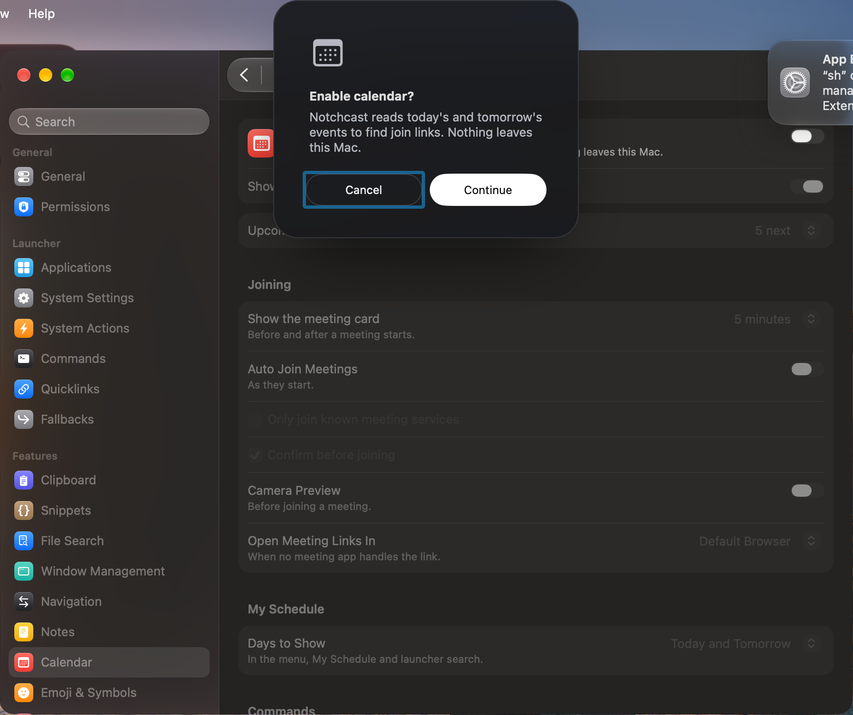 w Help
Enable calendar?
Notchcast reads today's and tomorrow's
events to find join links. Nothing leaves
this Mac.
Cancel
Continue
App
"sh"
mana
Exten
Search
General
General
Permissions
Launcher
Applications
System Settings
System Actions
Commands
Quicklinks
Fallbacks
Features
Clipboard
Snippets
File Search
Window Management
Navigation
Notes
Calendar
Emoji & Symbols
leaves this Mac.
Show
Upcom
5 next
Joining
Show the meeting card
5 minutes
Before and after a meeting starts.
Auto Join Meetings
As they start.
Only join known meeting services
Confirm before joining
Camera Preview
Before joining a meeting.
Open Meeting Links In
Default Browser
When no meeting app handles the link.
My Schedule
Days to Show
Today and Tomorrow
In the menu, My Schedule and launcher search.
Commands